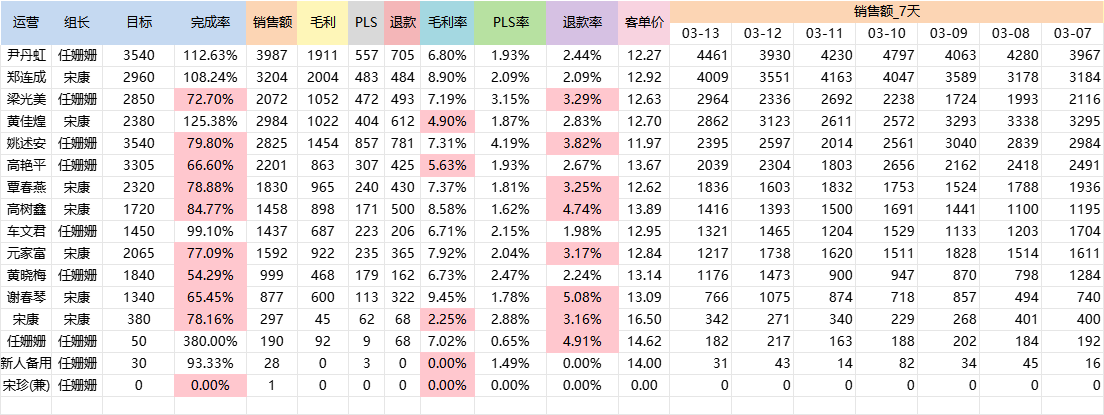 运营 组长 目标 完成率 销售额 毛利 PLS 退款 毛利率 PLS率 退款率 客单价 销售额_7天
03-13 03-12 03-11 03-10 03-09 03-08 03-07
尹丹虹 任姗姗 3540 112.63% 3987 1911 557 705 6.80% 1.93% 2.44% 12.27 4461 3930 4230 4797 4063 4280 3967
郑连成 宋康 2960 108.24% 3204 2004 483 484 8.90% 2.09% 2.09% 12.92 4009 3551 4163 4047 3589 3178 3184
梁光美 任姗姗 2850 72.70% 2072 1052 472 493 7.19% 3.15% 3.29% 12.63 2964 2336 2692 2238 1724 1993 2116
黄佳煌 宋康 2380 125.38% 2984 1022 404 612 4.90% 1.87% 2.83% 12.70 2862 3123 2611 2572 3293 3338 3295
姚述安 任姗姗 3540 79.80% 2825 1454 857 781 7.31% 4.19% 3.82% 11.97 2395 2597 2014 2561 3040 2839 2984
高艳平 任姗姗 3305 66.60% 2201 863 307 425 5.63% 1.93% 2.67% 13.67 2039 2304 1803 2656 2162 2418 2491
覃春燕 宋康 2320 78.88% 1830 965 240 430 7.37% 1.81% 3.25% 12.62 1836 1603 1832 1753 1524 1788 1936
高树鑫 宋康 1720 84.77% 1458 898 171 500 8.58% 1.62% 4.74% 13.89 1416 1393 1500 1691 1441 1100 1195
车文君 任姗姗 1450 99.10% 1437 687 223 206 6.71% 2.15% 1.98% 12.95 1321 1465 1204 1529 1133 1203 1704
元家富 宋康 2065 77.09% 1592 922 235 365 7.92% 2.04% 3.17% 12.84 1217 1738 1620 1511 1828 1514 1611
黄晓梅 任姗姗 1840 54.29% 999 468 179 162 6.73% 2.47% 2.24% 13.14 1176 1473 900 947 870 798 1284
谢春琴 宋康 1340 65.45% 877 600 113 322 9.45% 1.78% 5.08% 13.09 766 1075 874 718 857 494 740
宋康 宋康 380 78.16% 297 45 62 68 2.25% 2.88% 3.16% 16.50 342 271 340 229 268 401 400
任姗姗 任姗姗 50 380.00% 190 92 9 68 7.02% 0.65% 4.91% 14.62 182 217 163 188 202 184 192
新人备用 任姗姗 30 93.33% 28 0 3 0 0.00% 1.49% 0.00% 14.00 31 43 14 82 34 45 16
宋珍(兼) 任姗姗 0 0.00% 1 0 0 0 0.00% 0.00% 0.00% 0.00 0 0 0 0 0 0 0